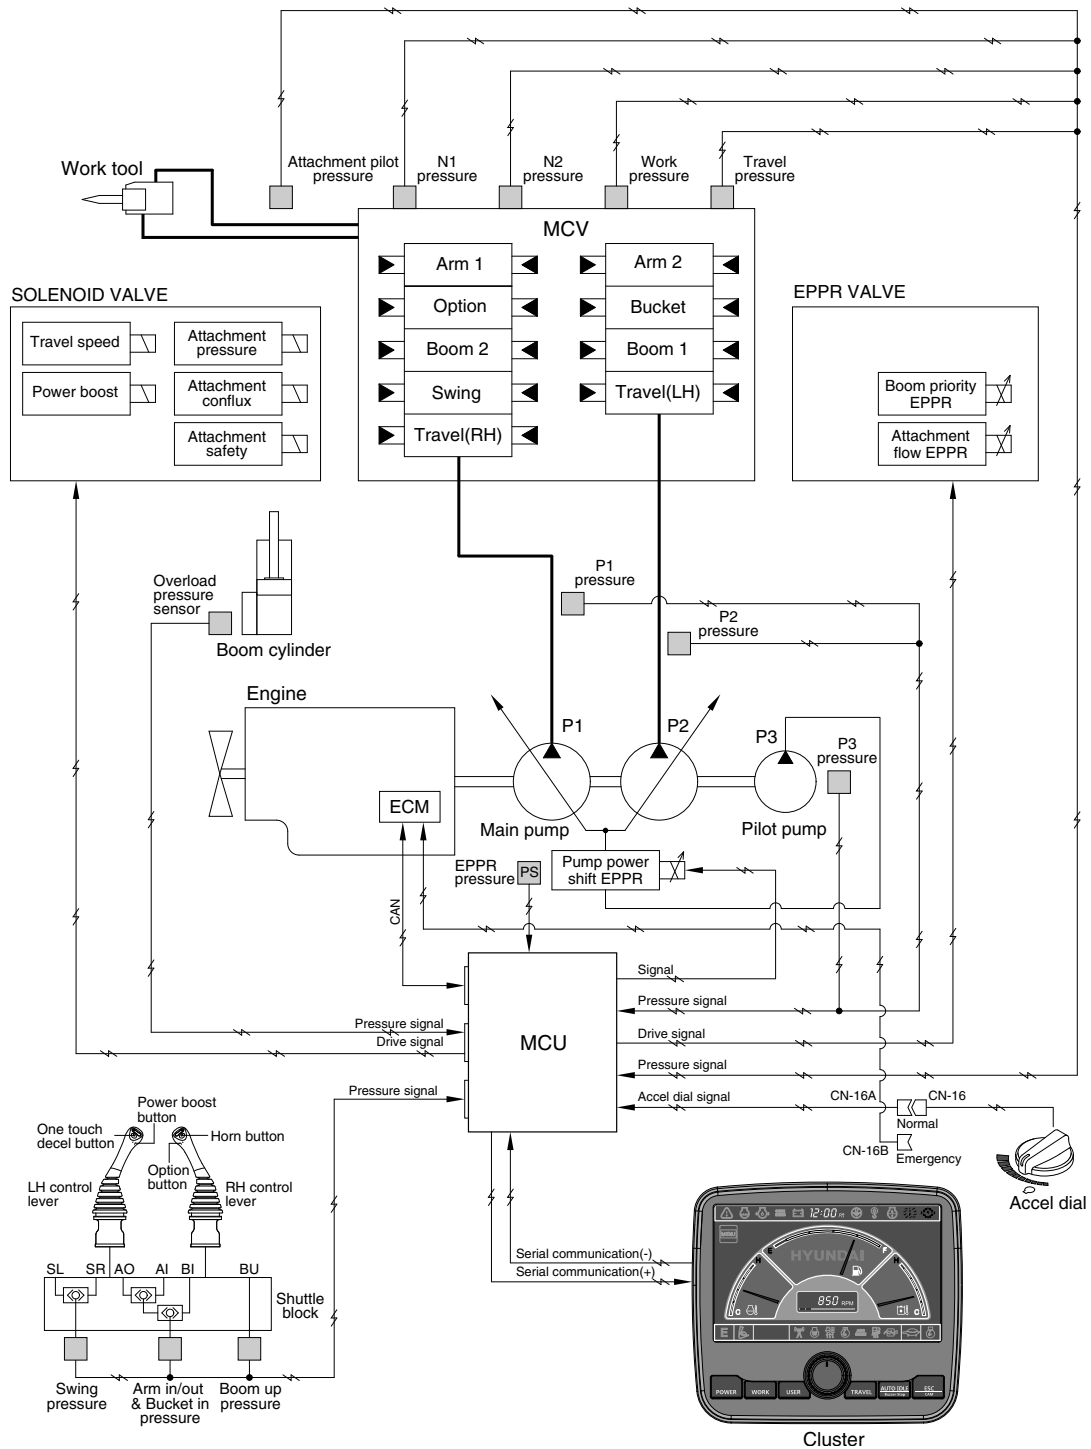 Attachment pilot
pressure
N1
pressure
N2
pressure
Work
pressure
Travel
pressure
Work tool
MCV
Arm 1
Arm 2
Option
Bucket
Boom 2
Boom 1
Swing
Travel(LH)
Travel(RH)
SOLENOID VALVE
Travel speed
Attachment
pressure
Power boost
Attachment
conflux
Attachment
safety
EPPR VALVE
Boom priority
EPPR
Attachment
flow EPPR
Overload
pressure
sensor
Boom cylinder
P1
pressure
P2
pressure
Engine
P1
P2
P3
P3
pressure
ECM
Main pump
Pilot pump
EPPR
pressure
PS
Pump power
shift EPPR
CAN
MCU
Signal
Pressure signal
Drive signal
Pressure signal
Accel dial signal
Pressure signal
Drive signal
Pressure signal
CN-16A
CN-16
Normal
CN-16B
Emergency
Accel dial
Power boost
button
One touch
decel button
Horn button
Option
button
LH control
lever
RH control
lever
SL
SR
AO
AI
BI
BU
Shuttle
block
Swing
pressure
Arm in/out
& Bucket in
pressure
Boom up
pressure
Serial communication(-)
Serial communication(+)
12:00
MENU
HYUNDAI
E
F
H
H
C
C
850 RPM
E
POWER
WORK
USER
TRAVEL
AUTO IDLE
Buzzer Stop
ESC
CAM
Cluster